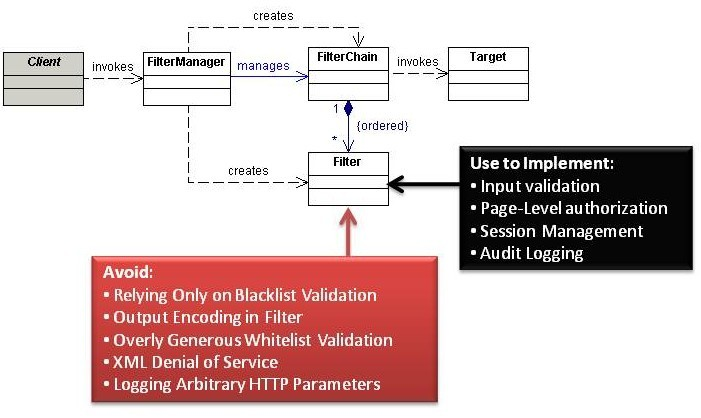 creates
Client
invokes
FilterManager
manages
FilterChain
invokes
Target
1
{ordered}
*
creates
Filter
Use to Implement:
• Input validation
• Page-Level authorization
• Session Management
• Audit Logging
Avoid:
• Relying Only on Blacklist Validation
• Output Encoding in Filter
• Overly Generous Whitelist Validation
• XML Denial of Service
• Logging Arbitrary HTTP Parameters